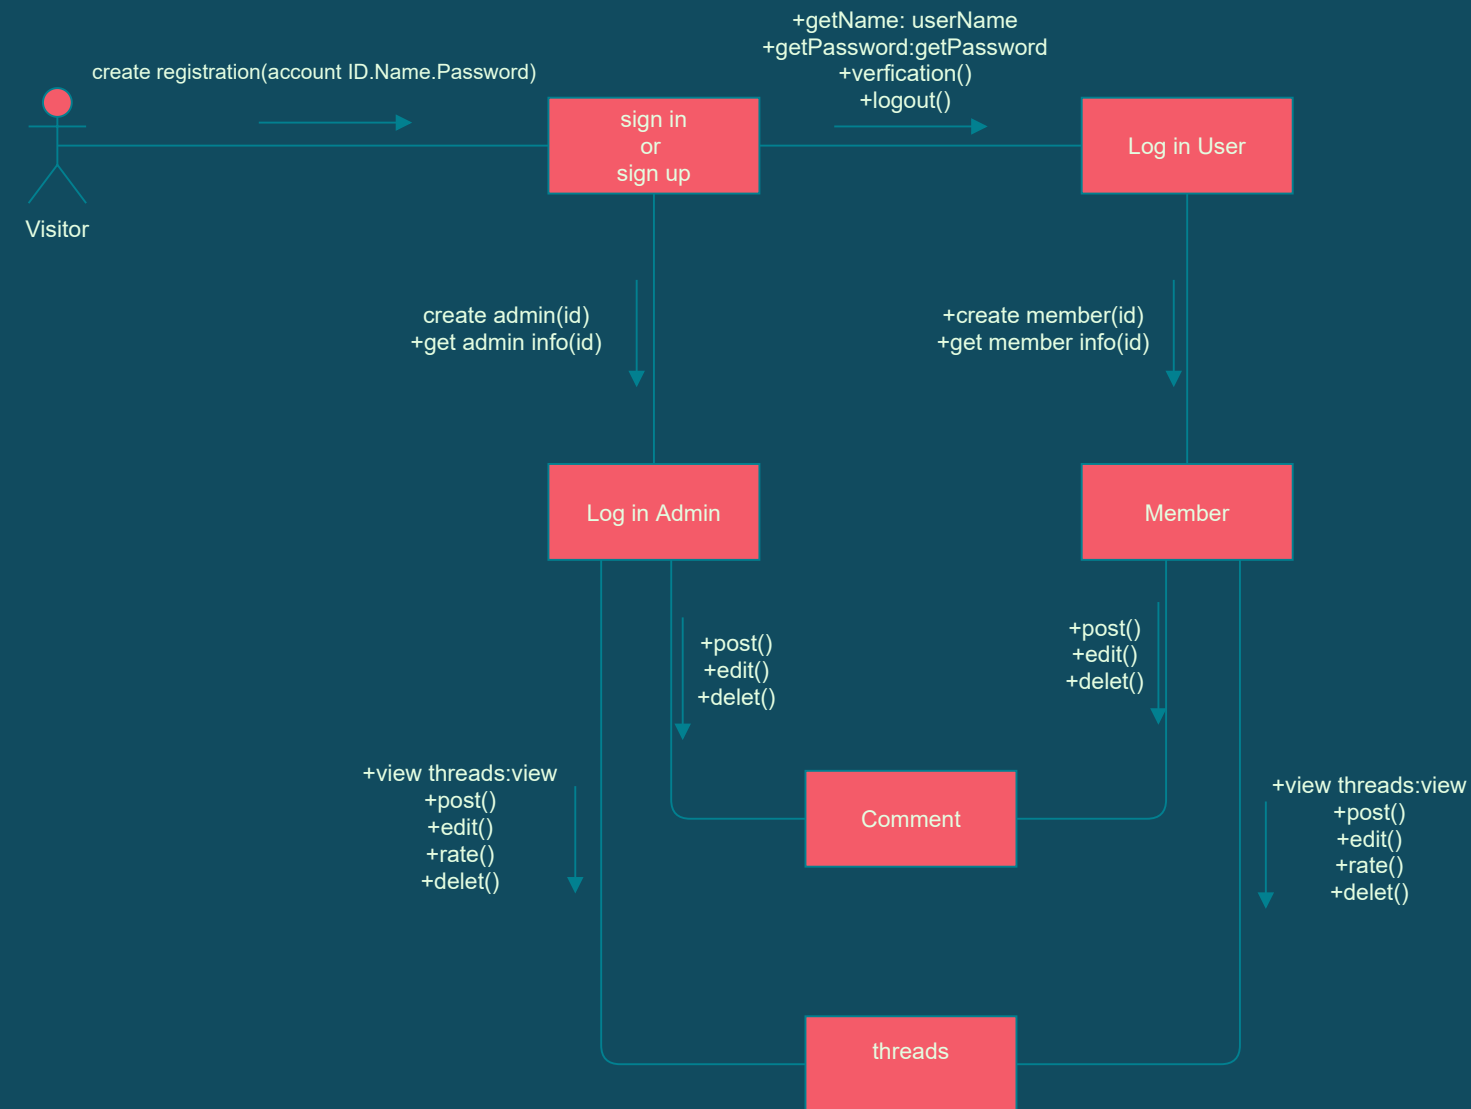 +getName: userName
+getPassword:getPassword
+verfication()
+logout()
create registration(account ID.Name.Password)
sign in
or
sign up
Log in User
Visitor
create admin(id)
+get admin info(id)
+create member(id)
+get member info(id)
Log in Admin
Member
+post()
+edit()
+delet()
+post()
+edit()
+delet()
+view threads:view
+post()
+edit()
+rate()
+delet()
Comment
+view threads:view
+post()
+edit()
+rate()
+delet()
threads